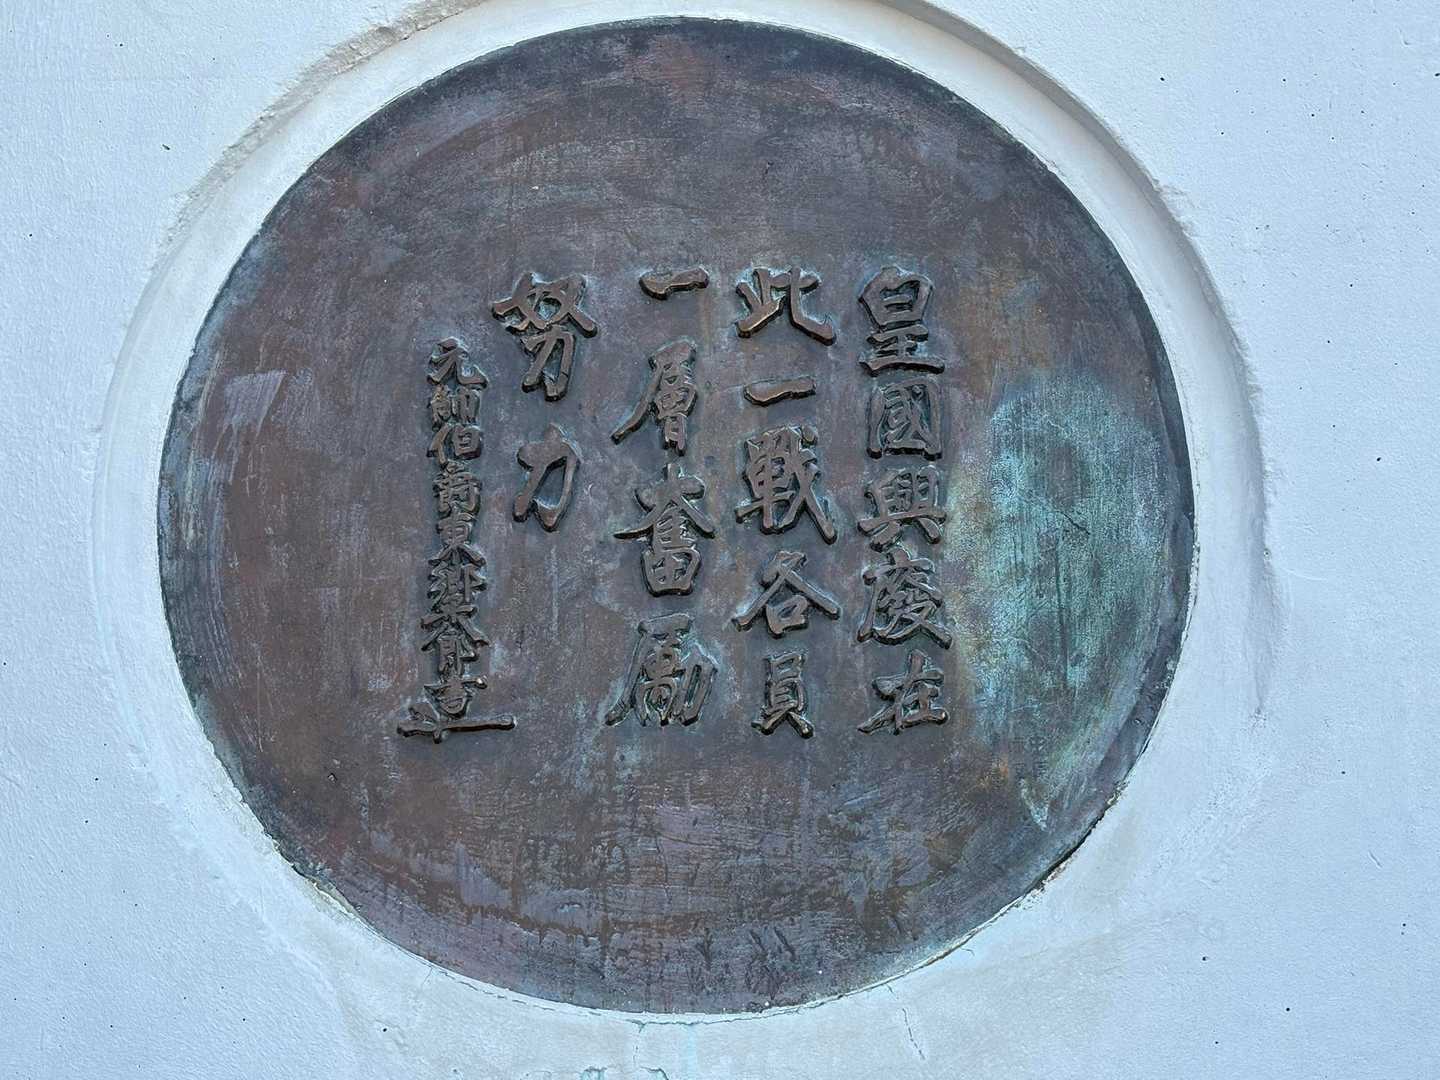 皇國興廢在
此一戰各員
一層奮勵
努力
元帥伯爵東郷平八郎書